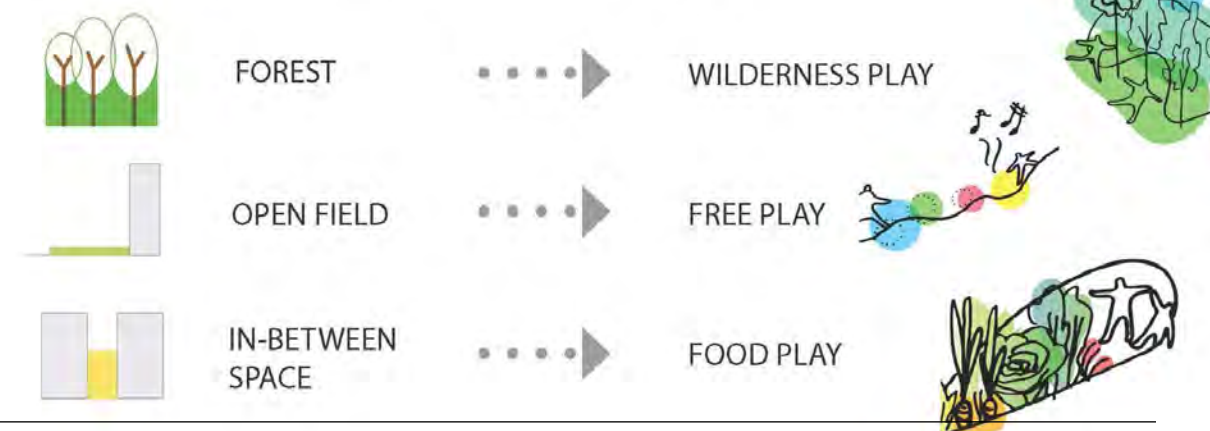 FOREST
WILDERNESS PLAY
OPEN FIELD
FREE PLAY
IN-BETWEEN
SPACE
FOOD PLAY